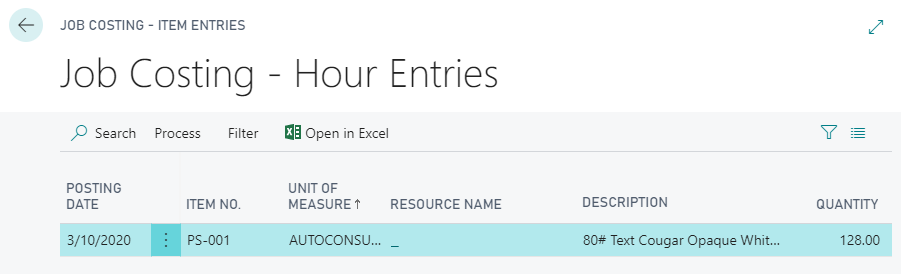 JOB COSTING - ITEM ENTRIES
Job Costing - Hour Entries
Search Process Filter Open in Excel
POSTING DATE ITEM NO. UNIT OF MEASURE↑ RESOURCE NAME DESCRIPTION QUANTITY
3/10/2020 PS-001 AUTOCONSU... _ 80# Text Cougar Opaque Whit... 128.00